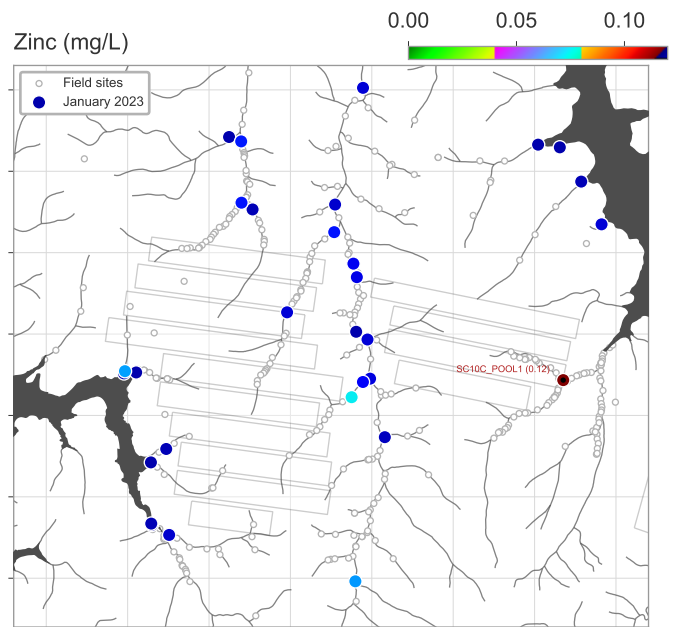 0.00 0.05 0.10
Zinc (mg/L)
Field sites
January 2023
SC10C_POOL1 (0.12)